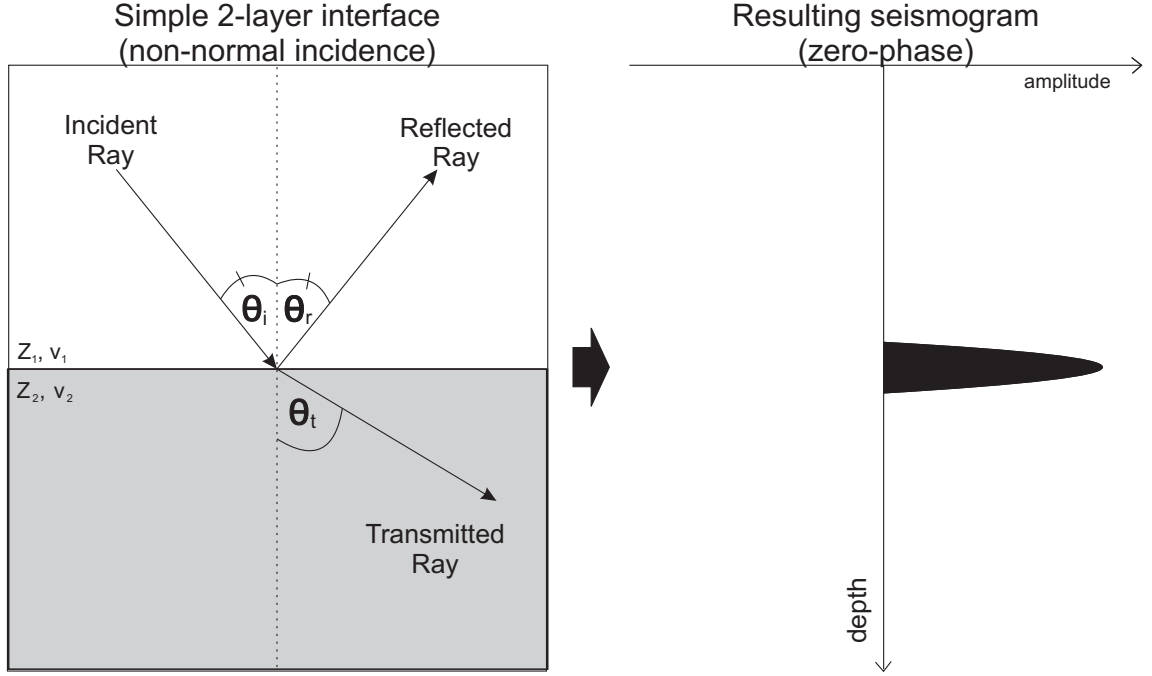 Simple 2-layer interface
(non-normal incidence)
Resulting seismogram
(zero-phase)
amplitude
Incident
Ray
Reflected
Ray
θi
θr
Z1, v1
Z2, v2
θt
Transmitted
Ray
depth